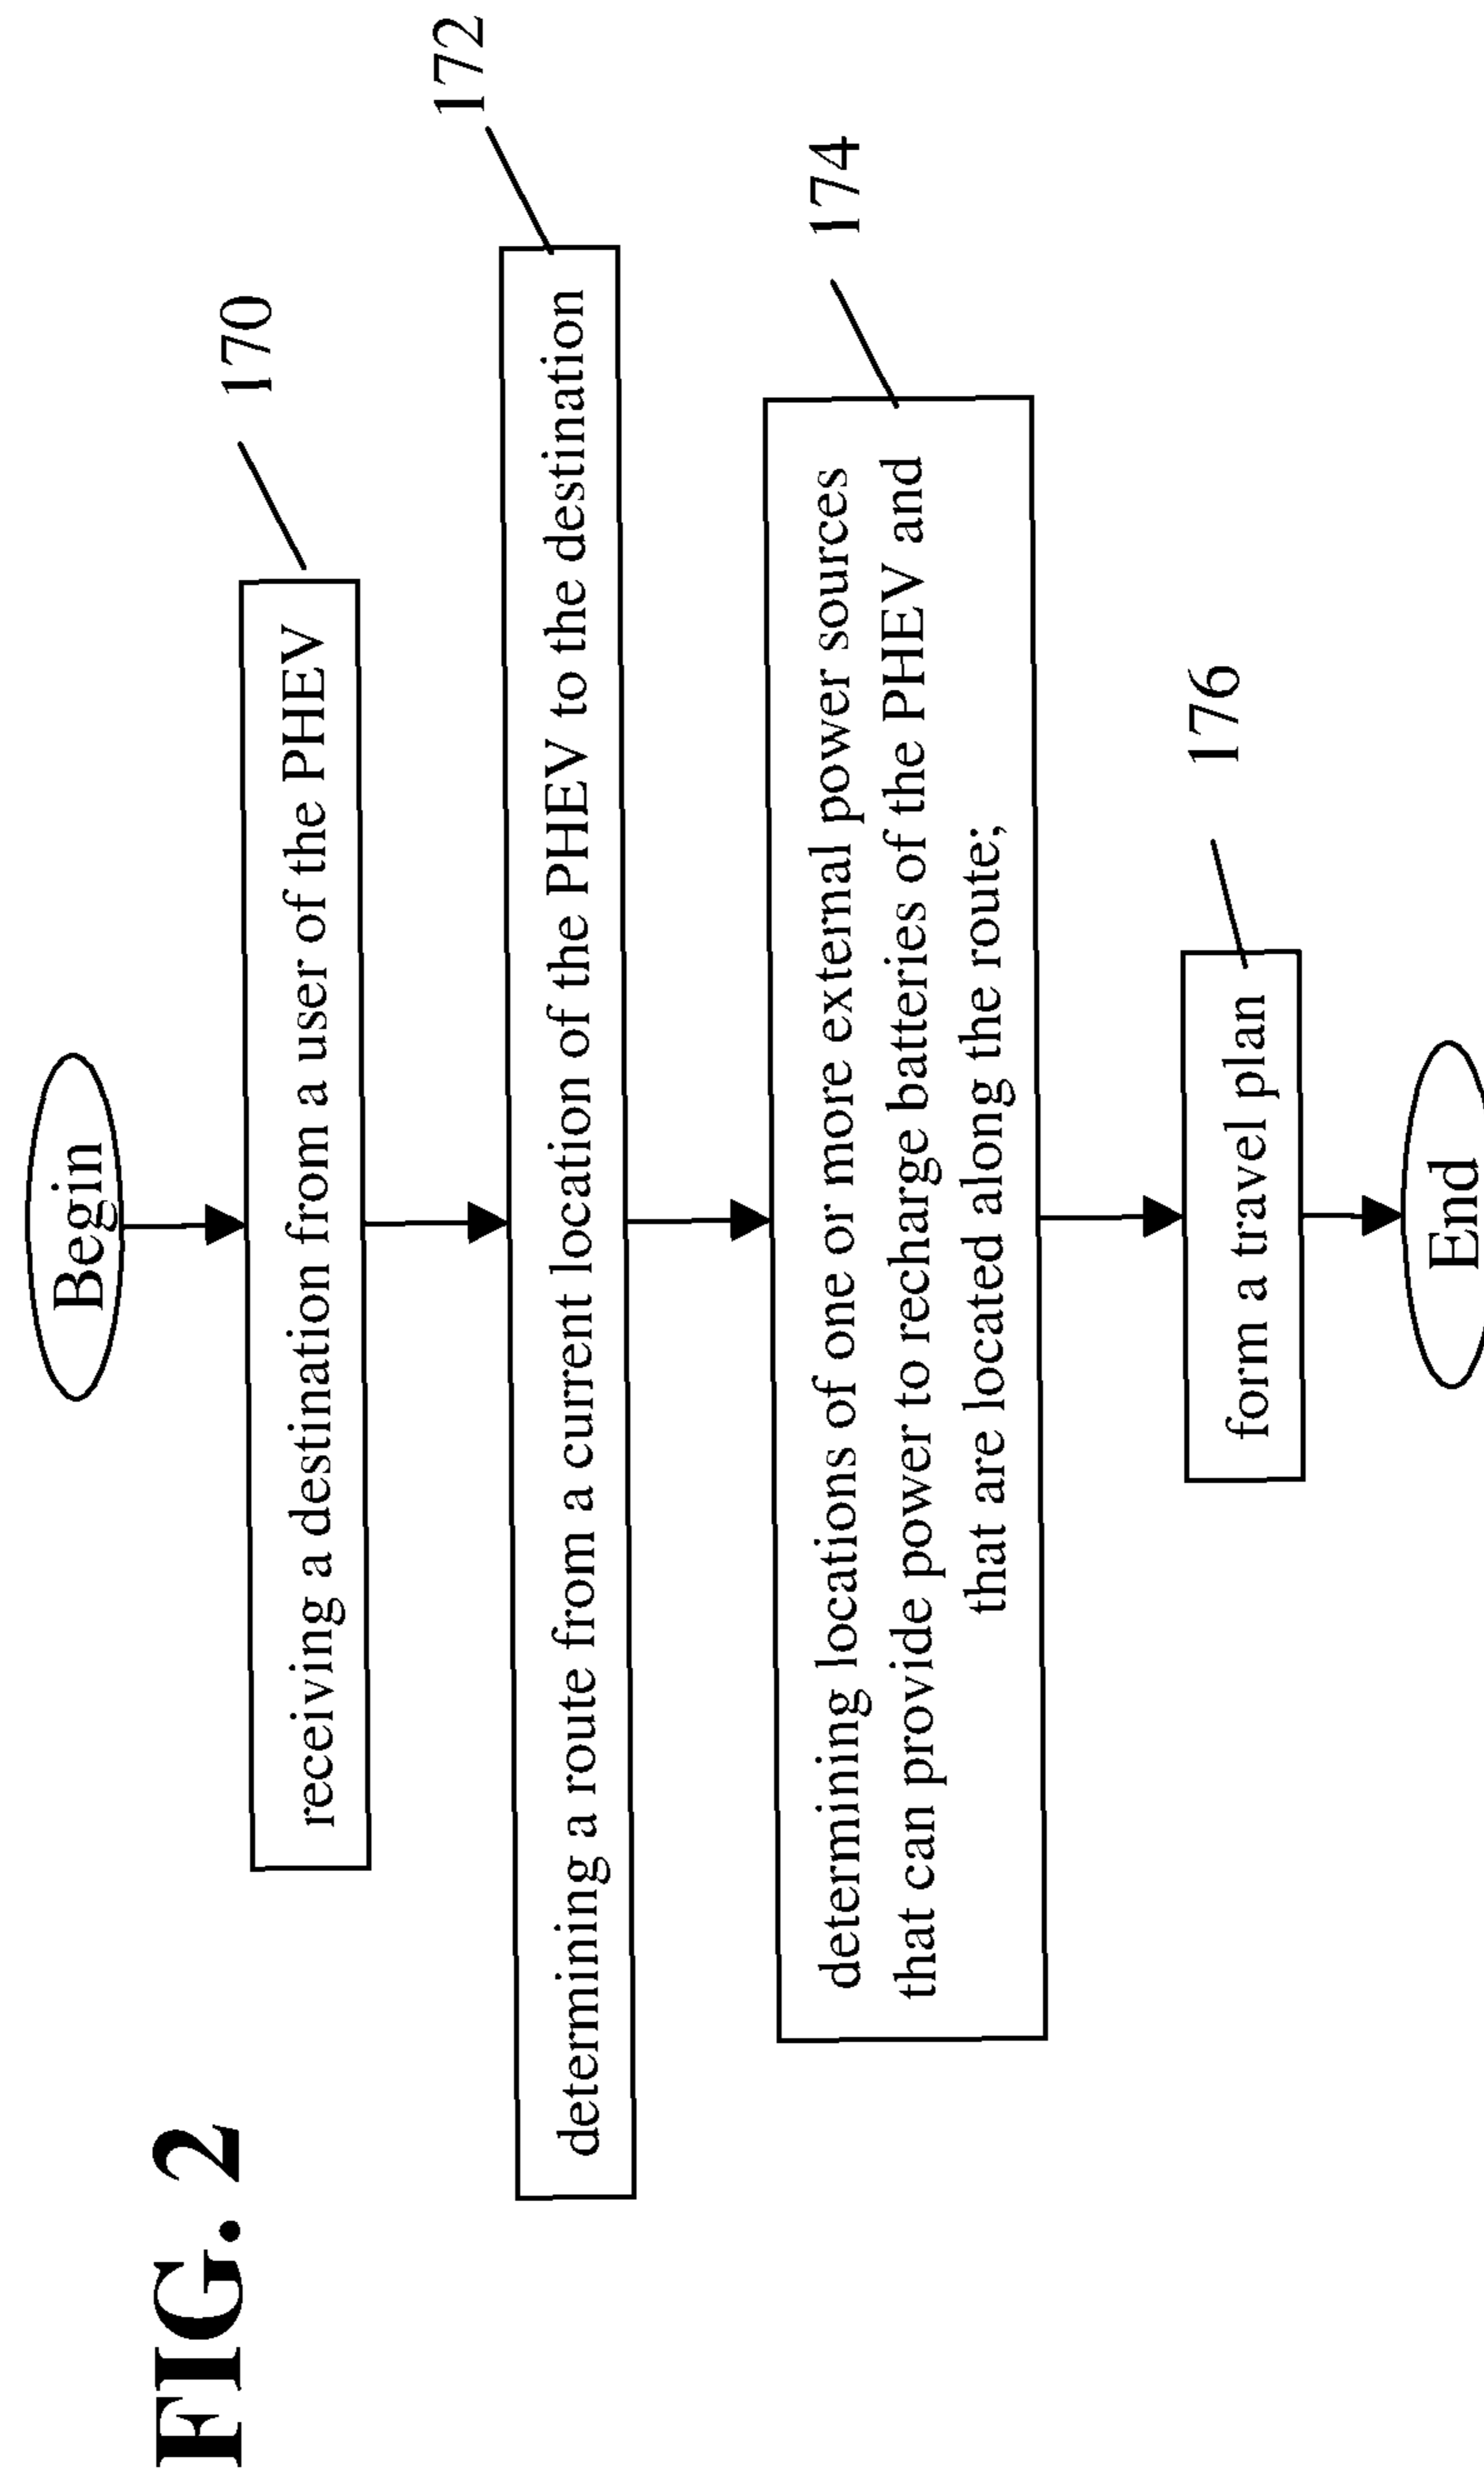 FIG. 2
Begin
170
receiving a destination from a user of the PHEV
172
determining a route from a current location of the PHEV to the destination
174
determining locations of one or more external power sources
that can provide power to recharge batteries of the PHEV and
that are located along the route;
176
form a travel plan
End